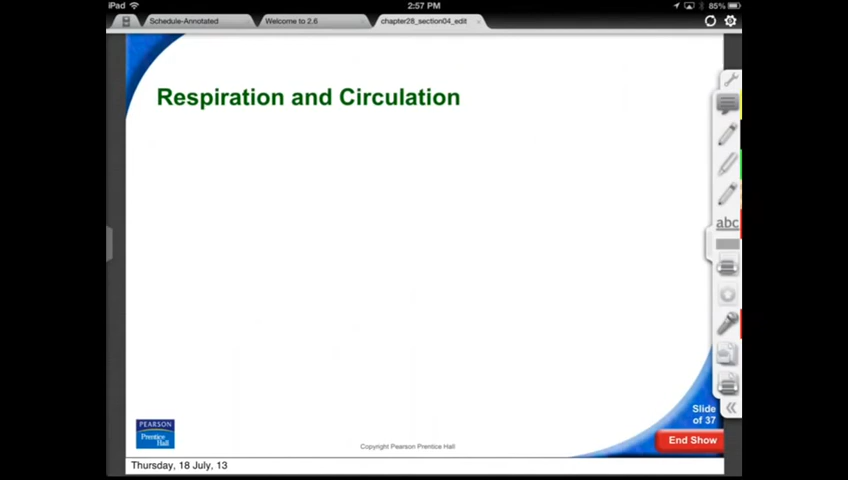 iPad 2:57 PM 85%
Schedule-Annotated Welcome to 2.6 chapter28_section04_edit
Respiration and Circulation
abc
Slide
of 37
End Show
PEARSON
Prentice
Hall
Copyright Pearson Prentice Hall
Thursday, 18 July, 13